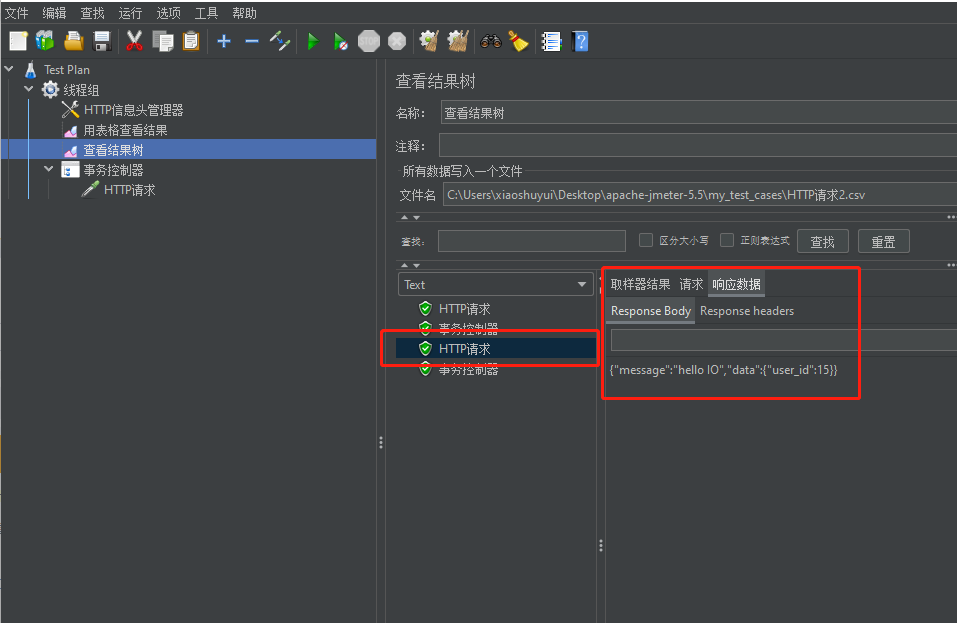 文件 编辑 查找 运行 选项 工具 帮助
Test Plan
线程组
HTTP信息头管理器
用表格查看结果
查看结果树
事务控制器
HTTP请求
查看结果树
名称： 查看结果树
注释：
所有数据写入一个文件
文件名 C:\Users\xiaoshuyui\Desktop\apache-jmeter-5.5\my_test_cases\HTTP请求2.csv
查找: 区分大小写 正则表达式 查找 重置
Text
HTTP请求
事务控制器
HTTP请求
事务控制器
取样器结果 请求 响应数据
Response Body Response headers
{"message":"hello IO","data":{"user_id":15}}